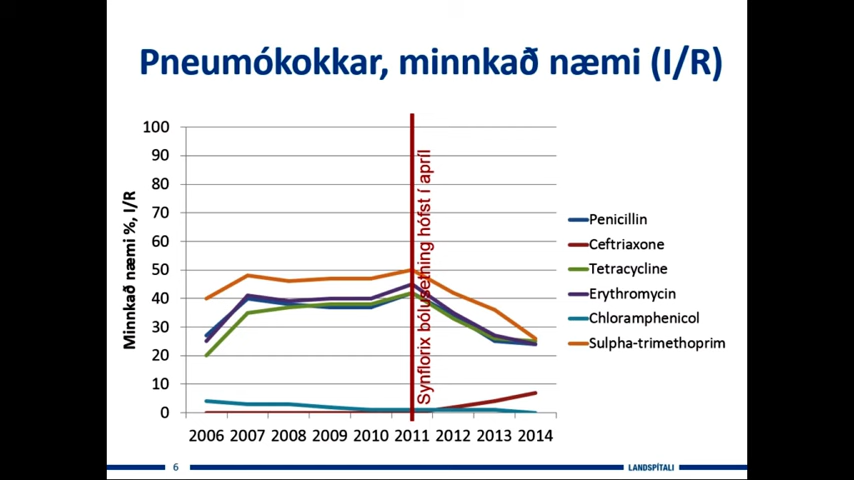 Pneumókokkar, minnkað næmi (I/R)
Minnkað næmi %, I/R
100
90
80
70
60
50
40
30
20
10
0
Synflorix bólusetning hófst í apríl
2006 2007 2008 2009 2010 2011 2012 2013 2014
Penicillin
Ceftriaxone
Tetracycline
Erythromycin
Chloramphenicol
Sulpha-trimethoprim
6
LANDSPÍTALI